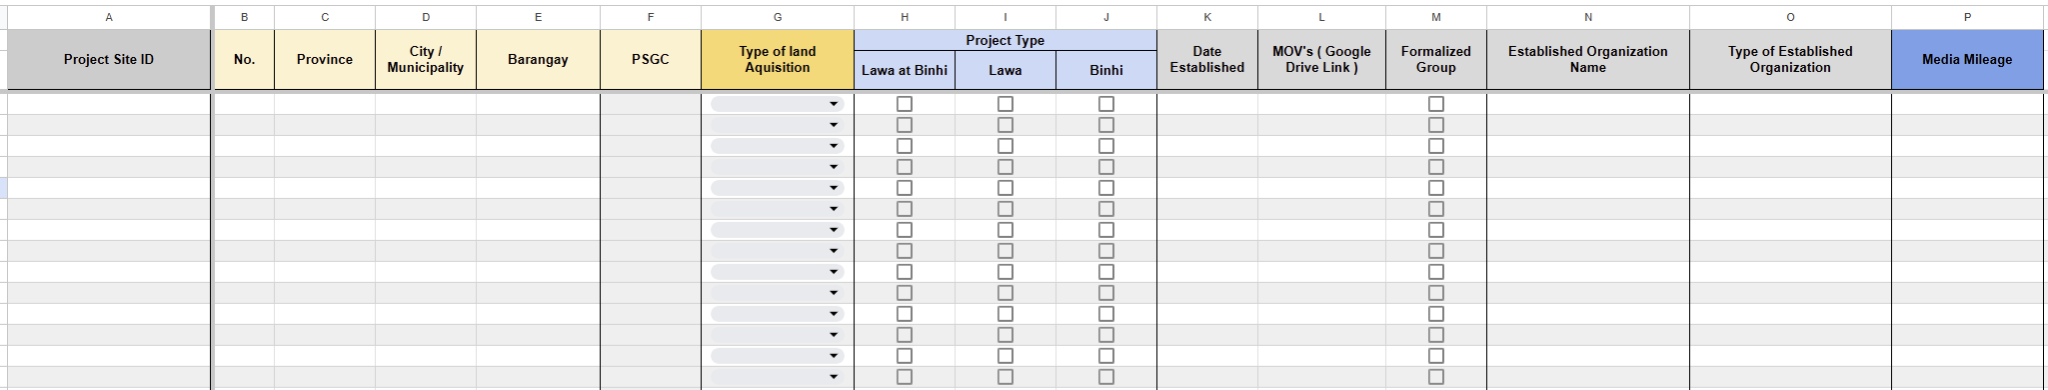 A B C D E F G H I J K L M N O P
Project Site ID
No.
Province
City /
Municipality
Barangay
PSGC
Type of land
Aquisition
Project Type
Lawa at Binhi
Lawa
Binhi
Date
Established
MOV's ( Google
Drive Link )
Formalized
Group
Established Organization
Name
Type of Established
Organization
Media Mileage